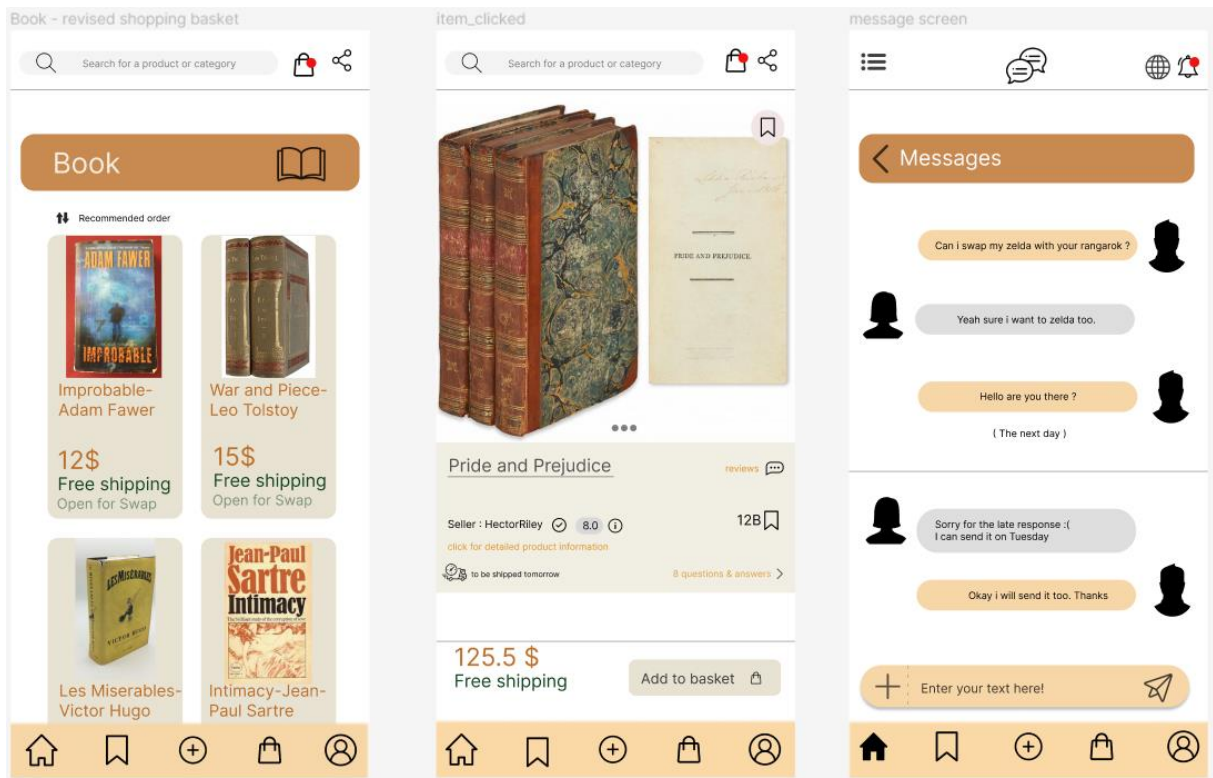 Book - revised shopping basket
Search for a product or category
Book
Recommended order
ADAM FAWER
IMPROBABLE
Improbable-
Adam Fawer
12$
Free shipping
Open for Swap
War and Piece-
Leo Tolstoy
15$
Free shipping
Open for Swap
LES MISERABLES
VICTOR HUGO
Les Miserables-
Victor Hugo
Jean-Paul
Sartre
Intimacy
Intimacy-Jean-
Paul Sartre
item_clicked
Search for a product or category
PRIDE AND PREJUDICE.
Pride and Prejudice
reviews
Seller : HectorRiley
8.0
12B
click for detailed product information
to be shipped tomorrow
8 questions & answers
125.5 $
Free shipping
Add to basket
message screen
Messages
Can i swap my zelda with your rangarok ?
Yeah sure i want to zelda too.
Hello are you there ?
( The next day )
Sorry for the late response :(
I can send it on Tuesday
Okay i will send it too. Thanks
Enter your text here!